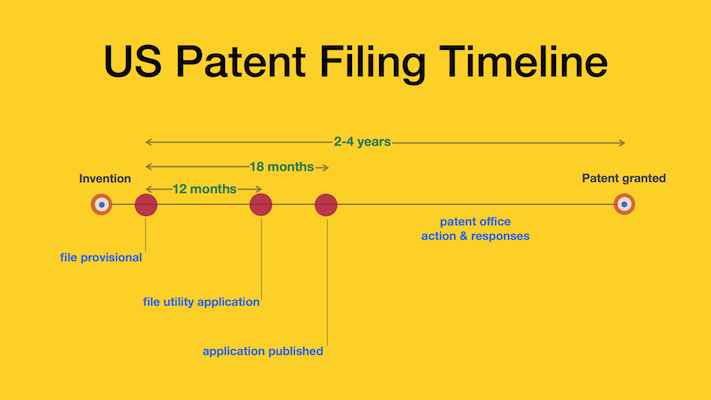 US Patent Filing Timeline
2-4 years
18 months
Invention
Patent granted
12 months
patent office
action & responses
file provisional
file utility application
application published